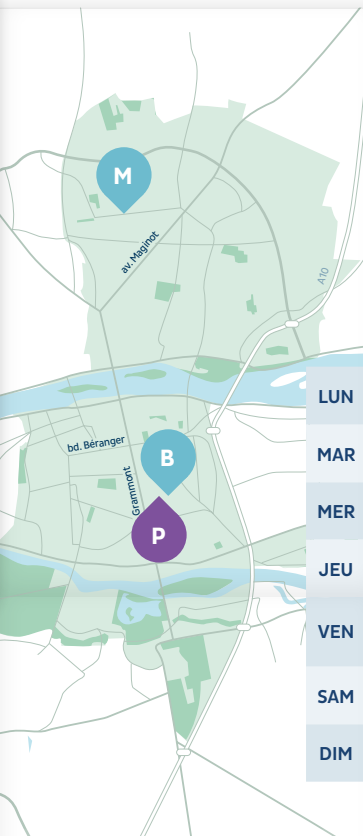 M
av. Maginot
A10
LUN
bd. Béranger
MAR
B
Grammont
MER
P
JEU
VEN
SAM
DIM